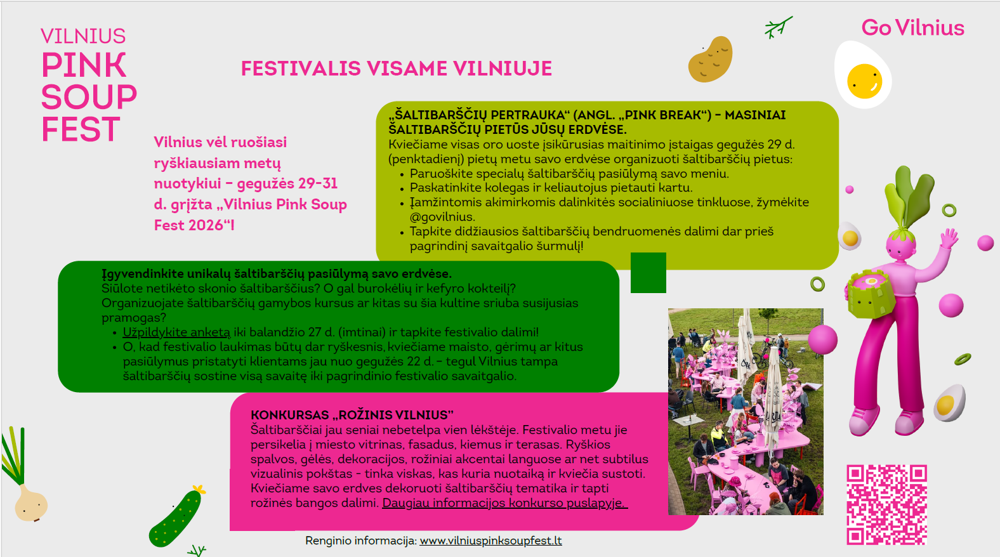 VILNIUS
PINK
SOUP
FEST
Go Vilnius
FESTIVALIS VISAME VILNIUJE
Vilnius vėl ruošiasi
ryškiausiam metų
nuotykiui – gegužės 29-31
d. grįžta „Vilnius Pink Soup
Fest 2026“!
„ŠALTIBARŠČIŲ PERTRAUKA“ (ANGL. „PINK BREAK“) – MASINIAI
ŠALTIBARŠČIŲ PIETŪS JŪSŲ ERDVĖSE.
Kviečiame visas oro uoste įsikūrusias maitinimo įstaigas gegužės 29 d.
(penktadienį) pietų metu savo erdvėse organizuoti šaltibarščių pietus:
• Paruoškite specialų šaltibarščių pasiūlymą savo meniu.
• Paskatinkite kolegas ir keliautojus pietauti kartu.
• Įamžintomis akimirkomis dalinkitės socialiniuose tinkluose, žymėkite
@govilnius.
• Tapkite didžiausios šaltibarščių bendruomenės dalimi dar prieš
pagrindinį savaitgalio šurmulį!
Įgyvendinkite unikalų šaltibarščių pasiūlymą savo erdvėse.
Siūlote netikėto skonio šaltibarščius? O gal burokėlių ir kefyro kokteilį?
Organizuojate šaltibarščių gamybos kursus ar kitas su šia kultine sriuba susijusias
pramogas?
• Užpildykite anketą iki balandžio 27 d. (imtinai) ir tapkite festivalio dalimi!
• O, kad festivalio laukimas būtų dar ryškesnis, kviečiame maisto, gėrimų ar kitus
pasiūlymus pristatyti klientams jau nuo gegužės 22 d. – tegul Vilnius tampa
šaltibarščių sostine visą savaitę iki pagrindinio festivalio savaitgalio.
KONKURSAS „ROŽINIS VILNIUS”
Šaltibarščiai jau seniai nebetelpa vien lėkštėje. Festivalio metu jie
persikelia į miesto vitrinas, fasadus, kiemus ir terasas. Ryškios
spalvos, gėlės, dekoracijos, rožiniai akcentai languose ar net subtilus
vizualinis pokštas - tinka viskas, kas kuria nuotaiką ir kviečia sustoti.
Kviečiame savo erdves dekoruoti šaltibarščių tematika ir tapti
rožinės bangos dalimi. Daugiau informacijos konkurso puslapyje.
Renginio informacija: www.vilniuspinksoupfest.lt